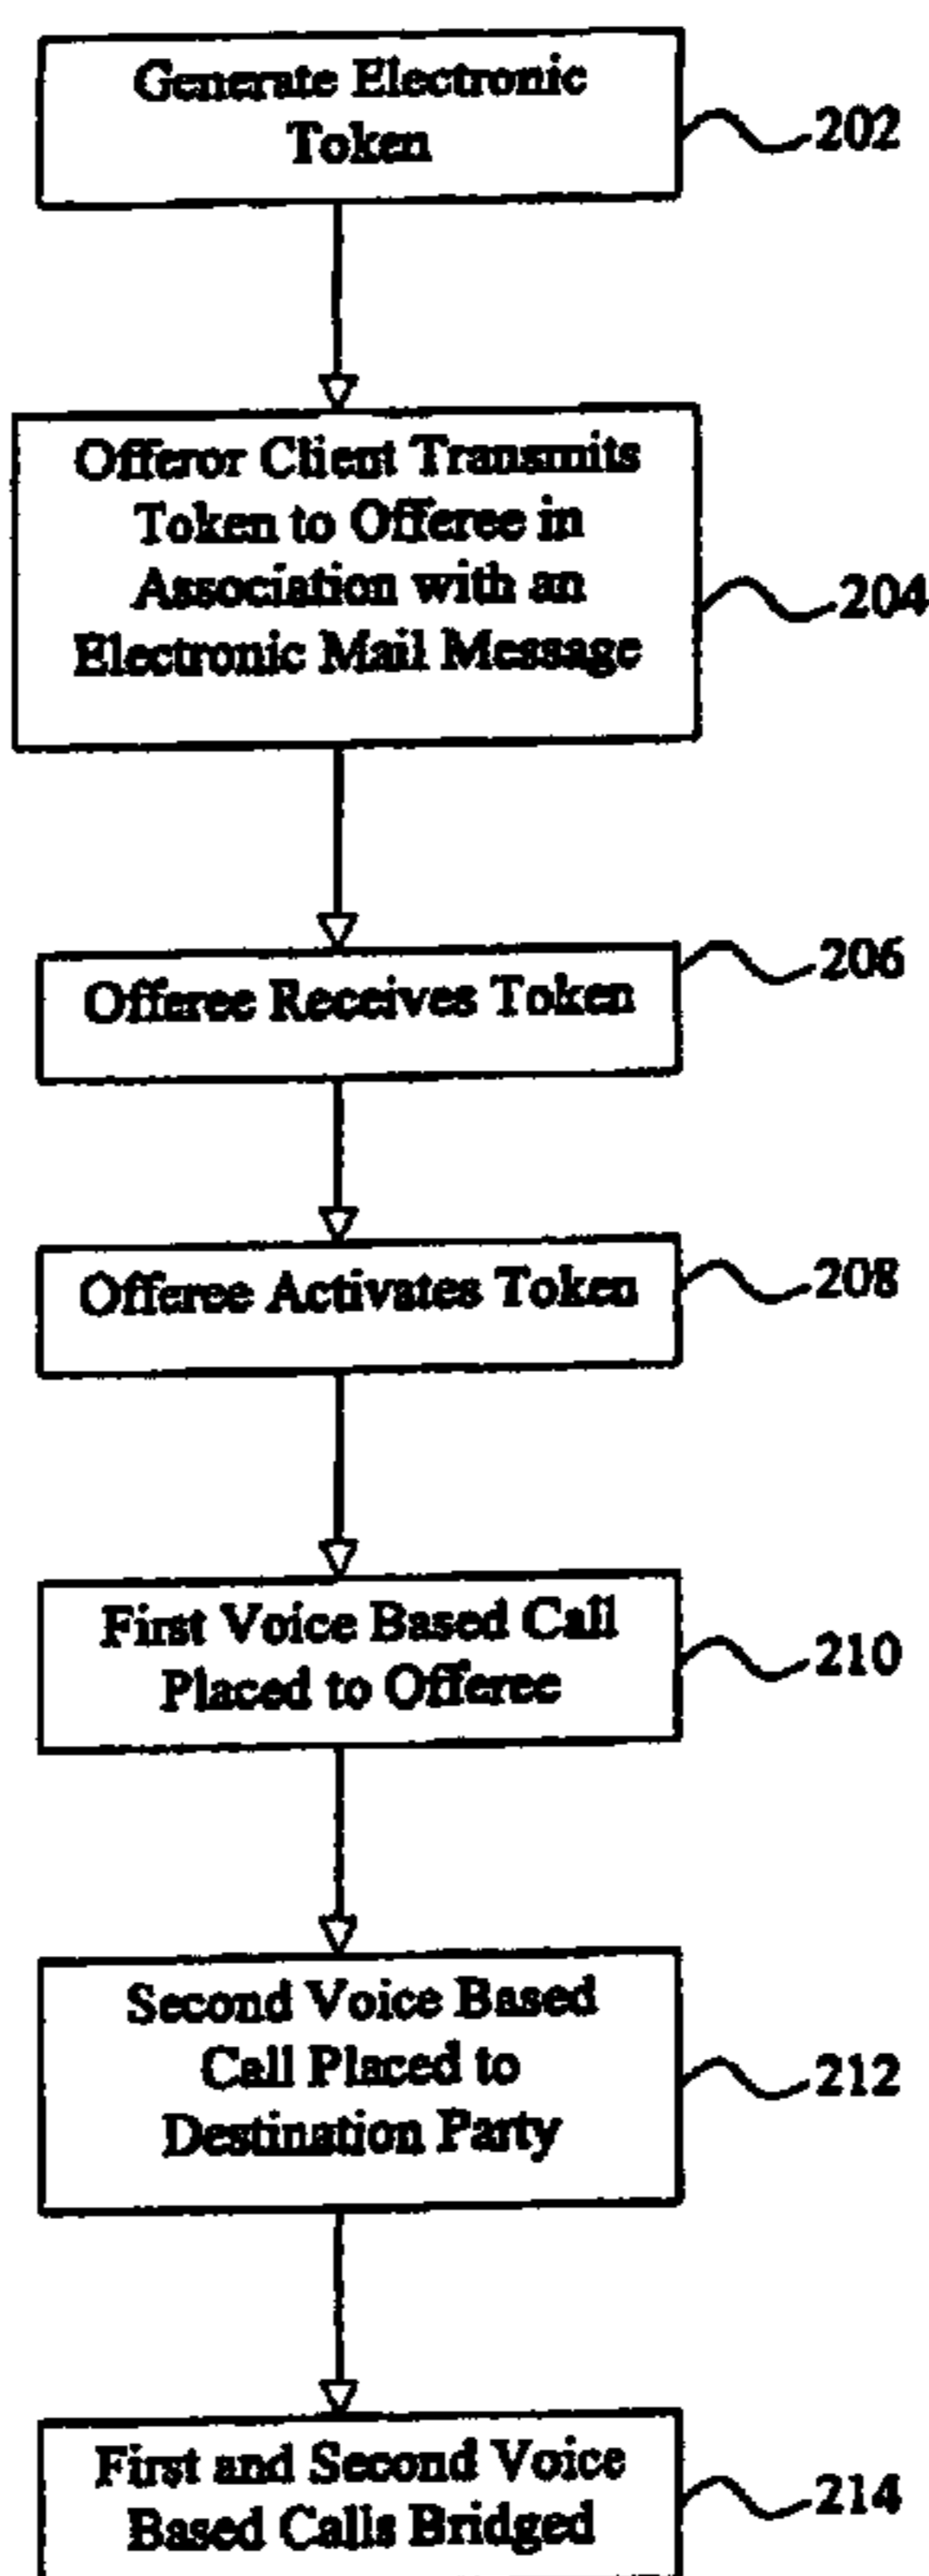 Generate Electronic
Token
202
Offeror Client Transmits
Token to Offeree in
Association with an
Electronic Mail Message
204
Offeree Receives Token
206
Offeree Activates Token
208
First Voice Based Call
Placed to Offeree
210
Second Voice Based
Call Placed to
Destination Party
212
First and Second Voice
Based Calls Bridged
214